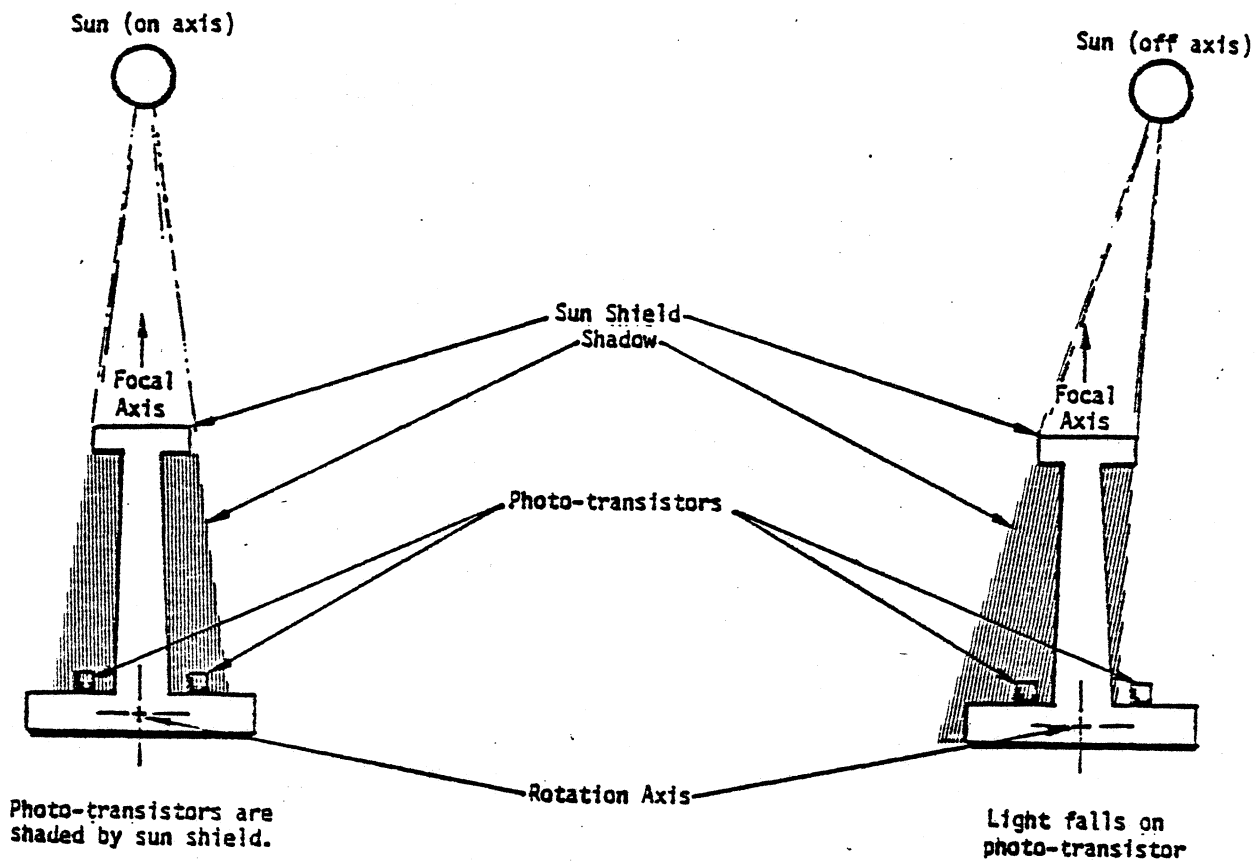 Sun (on axis)
Sun (off axis)
Sun Shield
Shadow
Focal
Axis
Focal
Axis
Photo-transistors
Rotation Axis
Photo-transistors are
shaded by sun shield.
Light falls on
photo-transistor